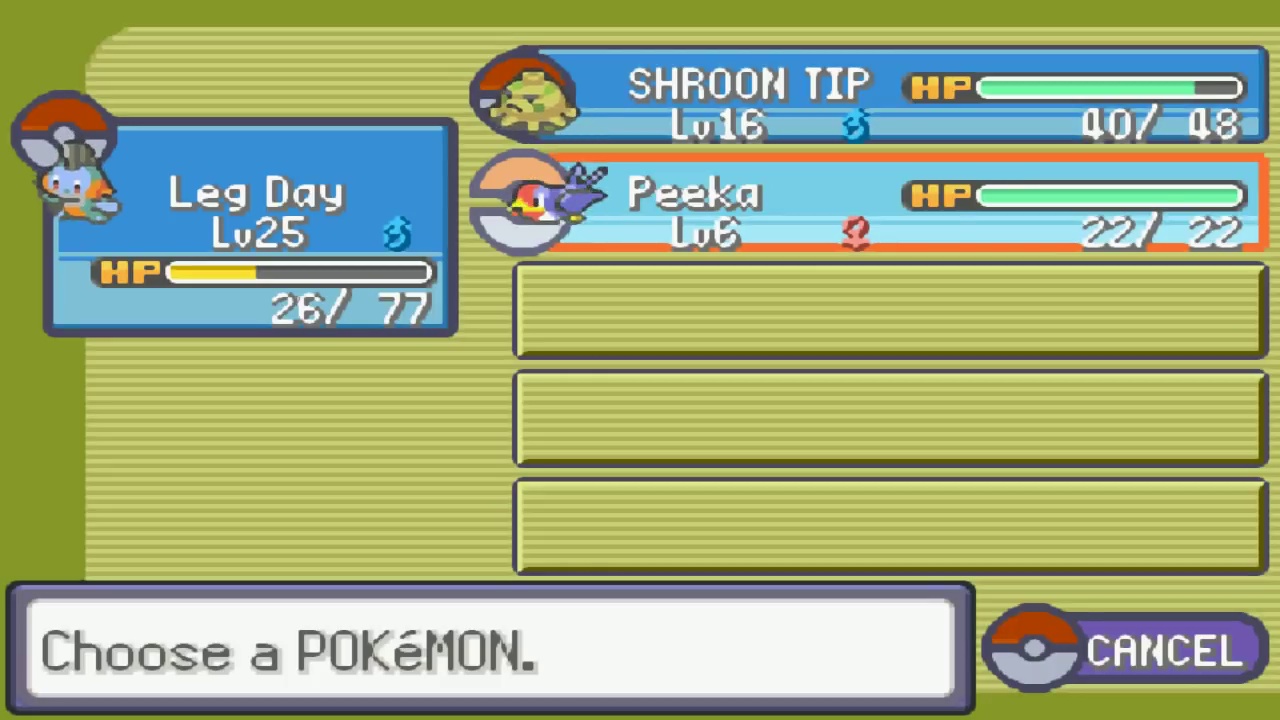 Leg Day
Lv25 ♂
HP
26/ 77
SHROON TIP
HP
Lv16 ♂
40/ 48
Peeka
HP
Lv6 ♀
22/ 22
Choose a POKéMON.
CANCEL